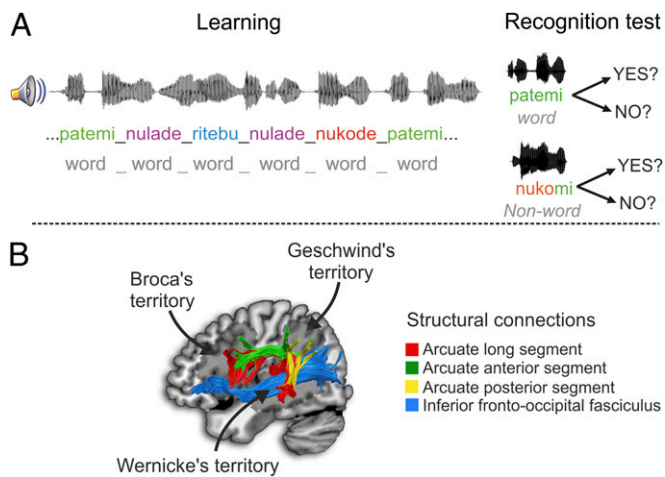 A
Learning
Recognition test
...patemi_nulade_ritebu_nulade_nukode_patemi...
word _ word _ word _ word _ word _ word
patemi
word
YES?
NO?
nukomi
Non-word
YES?
NO?
B
Broca's
territory
Geschwind's
territory
Wernicke's territory
Structural connections
Arcuate long segment
Arcuate anterior segment
Arcuate posterior segment
Inferior fronto-occipital fasciculus